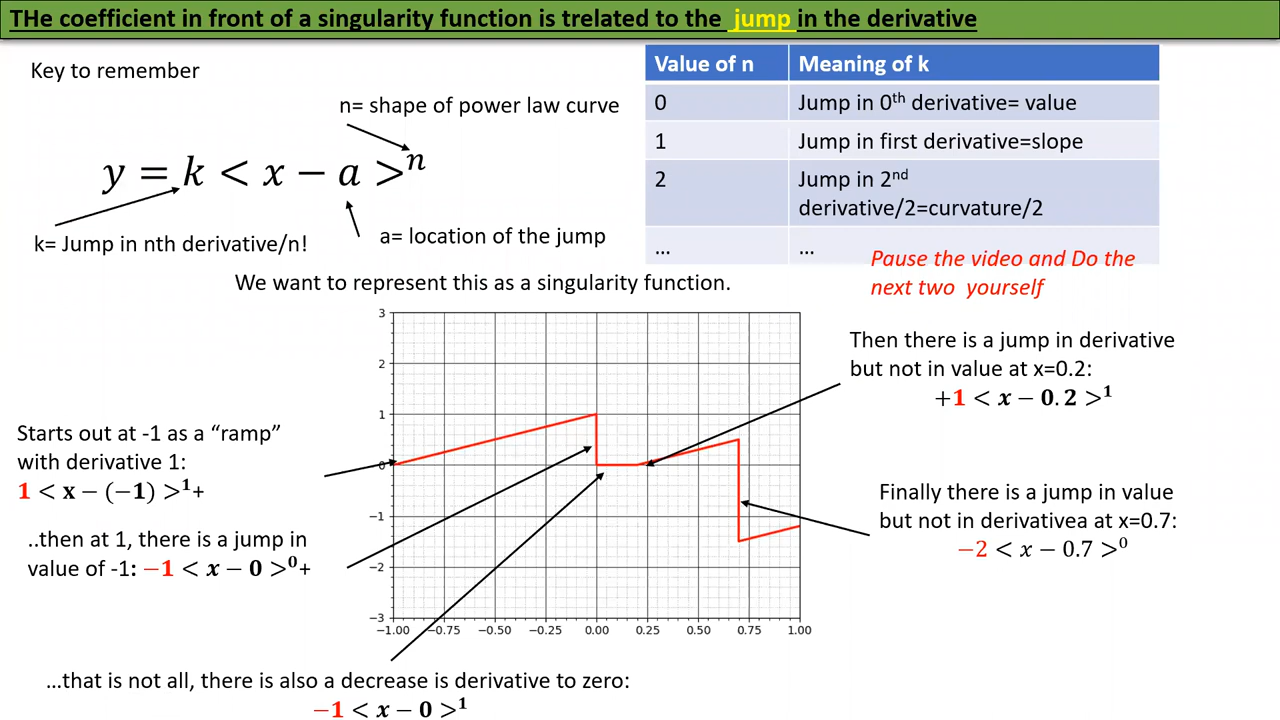 THe coefficient in front of a singularity function is trelated to the jump in the derivative
Key to remember
n= shape of power law curve
y = k < x − a >ⁿ
k= Jump in nth derivative/n!
a= location of the jump
Value of n Meaning of k
0 Jump in 0th derivative= value
1 Jump in first derivative=slope
2 Jump in 2nd
derivative/2=curvature/2
... ...
Pause the video and Do the
next two yourself
We want to represent this as a singularity function.
3
2
1
0
−1
−2
−3
−1.00 −0.75 −0.50 −0.25 0.00 0.25 0.50 0.75 1.00
Then there is a jump in derivative
but not in value at x=0.2:
+1 < x − 0.2 >¹
Starts out at -1 as a “ramp”
with derivative 1:
1 < x − (−1) >¹+
..then at 1, there is a jump in
value of -1: −1 < x − 0 >⁰+
Finally there is a jump in value
but not in derivativea at x=0.7:
−2 < x − 0.7 >⁰
...that is not all, there is also a decrease is derivative to zero:
−1 < x − 0 >¹